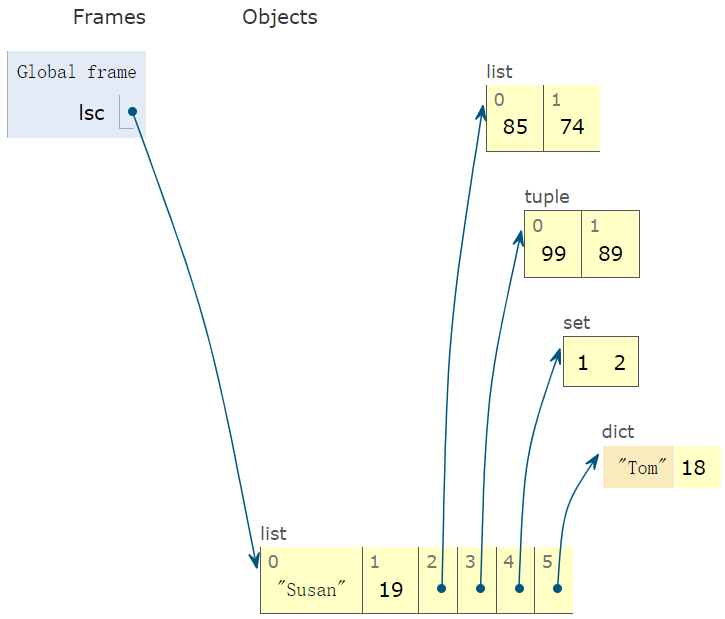 Frames Objects
Global frame
lsc
list
0 1
85 74
tuple
0 1
99 89
set
1 2
dict
"Tom" 18
list
0 1 2 3 4 5
"Susan" 19